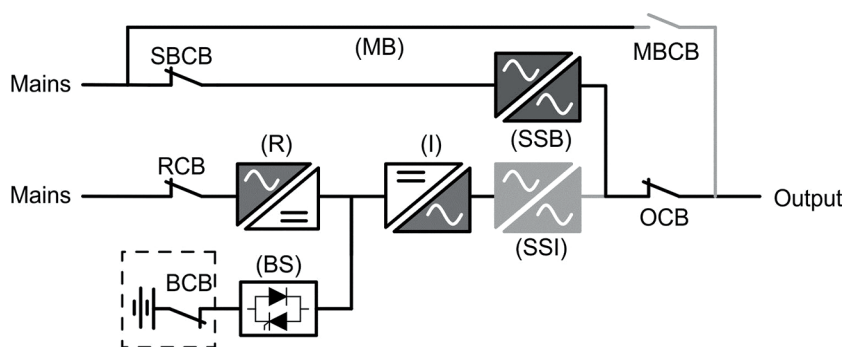 (MB)
MBCB
SBCB
Mains
(SSB)
(R)
(I)
RCB
Mains
Output
OCB
(SSI)
(BS)
BCB